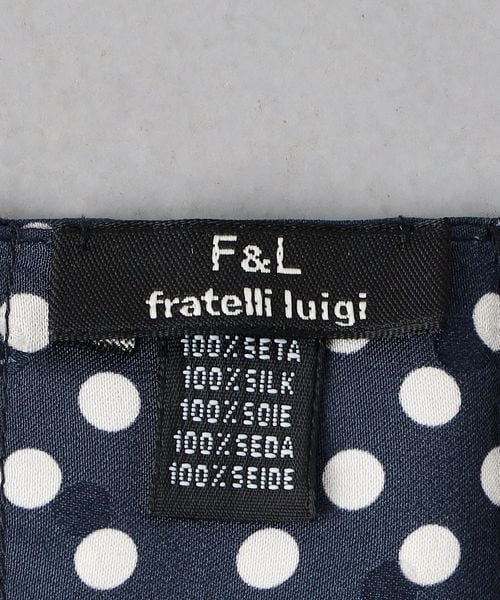 F&L
fratelli luigi
100%SETA
100%SILK
100%SOIE
100%SEDA
100%SEIDE